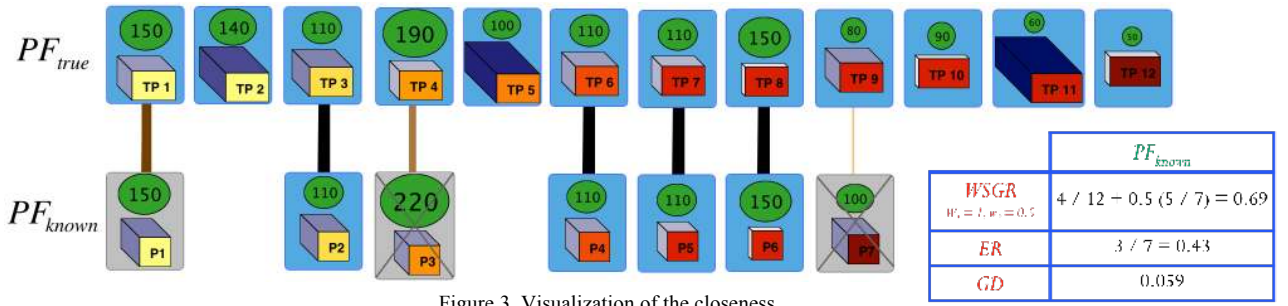 PF_true
150 140 110 190 100 110 110 150 80 90 60 50
TP 1 TP 2 TP 3 TP 4 TP 5 TP 6 TP 7 TP 8 TP 9 TP 10 TP 11 TP 12
PF_known
150 110 220 110 110 150 100
P1 P2 P3 P4 P5 P6 P7
PF_known
WSGR 4 / 12 + 0.5 (5 / 7) = 0.69
ER 3 / 7 = 0.43
GD 0.059
Figure 3. Visualization of the closeness